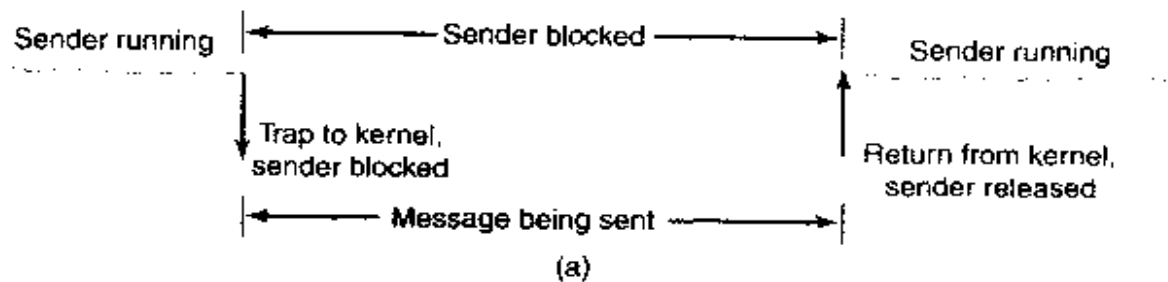 Sender running
Sender blocked
Sender running
Trap to kernel,
sender blocked
Return from kernel,
sender released
Message being sent
(a)